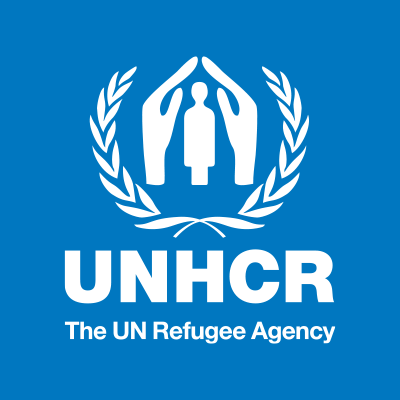 UNHCR
The UN Refugee Agency